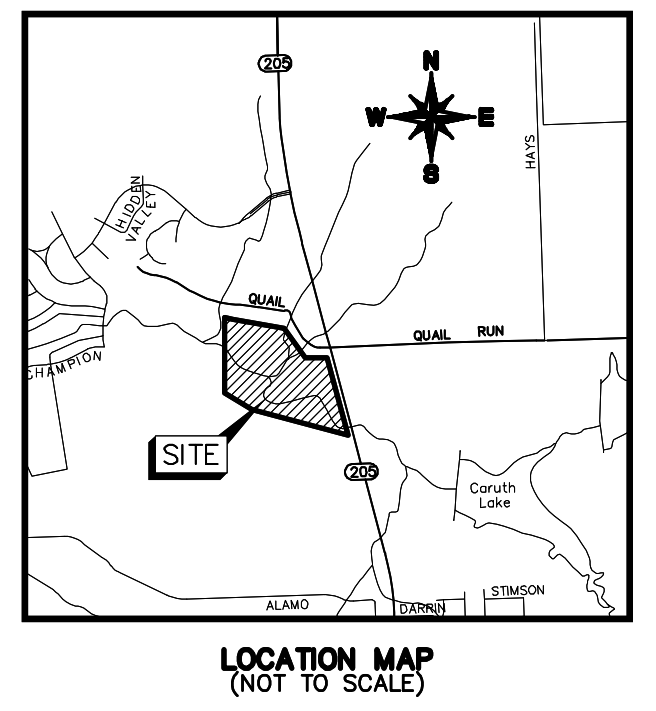 205
N
W
E
S
HAYS
HIDDEN
VALLEY
QUAIL
QUAIL RUN
CHAMPION
SITE
205
Caruth
Lake
STIMSON
ALAMO
DARRIN
LOCATION MAP
(NOT TO SCALE)